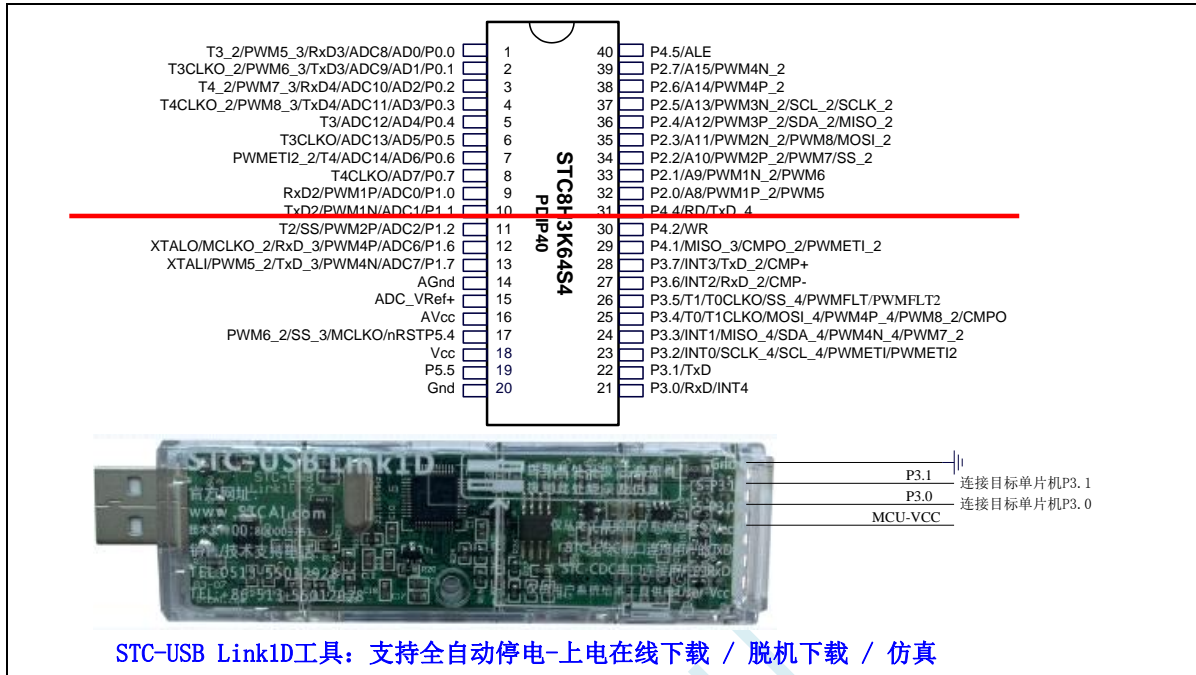 T3_2/PWM5_3/RxD3/ADC8/AD0/P0.0 1 40 P4.5/ALE
T3CLKO_2/PWM6_3/TxD3/ADC9/AD1/P0.1 2 39 P2.7/A15/PWM4N_2
T4_2/PWM7_3/RxD4/ADC10/AD2/P0.2 3 38 P2.6/A14/PWM4P_2
T4CLKO_2/PWM8_3/TxD4/ADC11/AD3/P0.3 4 37 P2.5/A13/PWM3N_2/SCL_2/SCLK_2
T3/ADC12/AD4/P0.4 5 36 P2.4/A12/PWM3P_2/SDA_2/MISO_2
T3CLKO/ADC13/AD5/P0.5 6 35 P2.3/A11/PWM2N_2/PWM8/MOSI_2
PWMETI2_2/T4/ADC14/AD6/P0.6 7 34 P2.2/A10/PWM2P_2/PWM7/SS_2
T4CLKO/AD7/P0.7 8 33 P2.1/A9/PWM1N_2/PWM6
RxD2/PWM1P/ADC0/P1.0 9 32 P2.0/A8/PWM1P_2/PWM5
TxD2/PWM1N/ADC1/P1.1 10 31 P4.4/RD/TxD_4
T2/SS/PWM2P/ADC2/P1.2 11 30 P4.2/WR
XTALO/MCLKO_2/RxD_3/PWM4P/ADC6/P1.6 12 29 P4.1/MISO_3/CMPO_2/PWMETI_2
XTALI/PWM5_2/TxD_3/PWM4N/ADC7/P1.7 13 28 P3.7/INT3/TxD_2/CMP+
AGnd 14 27 P3.6/INT2/RxD_2/CMP-
ADC_VRef+ 15 26 P3.5/T1/T0CLKO/SS_4/PWMFLT/PWMFLT2
AVcc 16 25 P3.4/T0/T1CLKO/MOSI_4/PWM4P_4/PWM8_2/CMPO
PWM6_2/SS_3/MCLKO/nRSTP5.4 17 24 P3.3/INT1/MISO_4/SDA_4/PWM4N_4/PWM7_2
Vcc 18 23 P3.2/INT0/SCLK_4/SCL_4/PWMETI/PWMETI2
P5.5 19 22 P3.1/TxD
Gnd 20 21 P3.0/RxD/INT4
STC8H3K64S4
PDIP40
STC-USB Link1D
官方网址:
www.STCAI.com
P3.1 连接目标单片机P3.1
P3.0 连接目标单片机P3.0
MCU-VCC
STC-USB Link1D工具: 支持全自动停电-上电在线下载 / 脱机下载 / 仿真